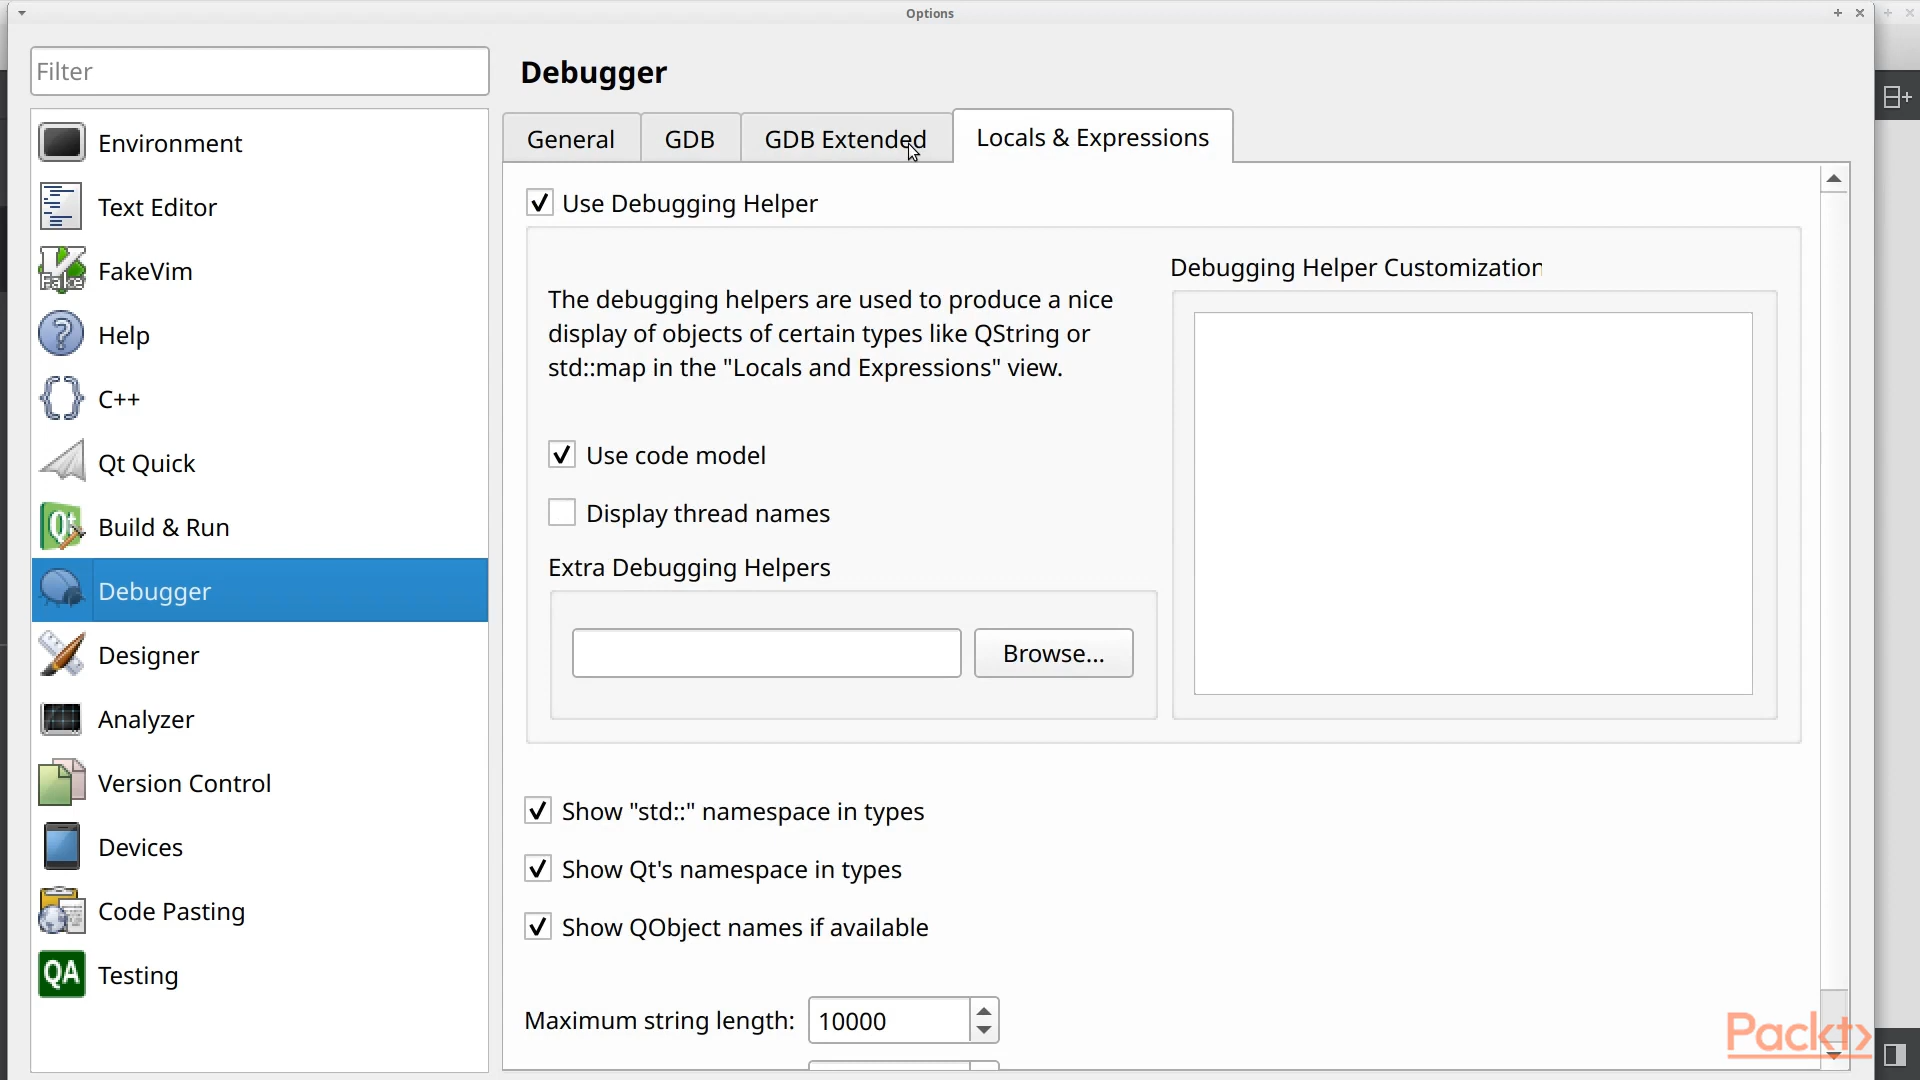 Options
Filter
Environment
Text Editor
Fake
FakeVim
Help
C++
Qt Quick
Qt
Build & Run
Debugger
Designer
Analyzer
Version Control
Devices
Code Pasting
QA
Testing
Debugger
General
GDB
GDB Extended
Locals & Expressions
Use Debugging Helper
The debugging helpers are used to produce a nice
display of objects of certain types like QString or
std::map in the "Locals and Expressions" view.
Use code model
Display thread names
Extra Debugging Helpers
Browse...
Debugging Helper Customization
Show "std::" namespace in types
Show Qt's namespace in types
Show QObject names if available
Maximum string length: 10000
Packt>